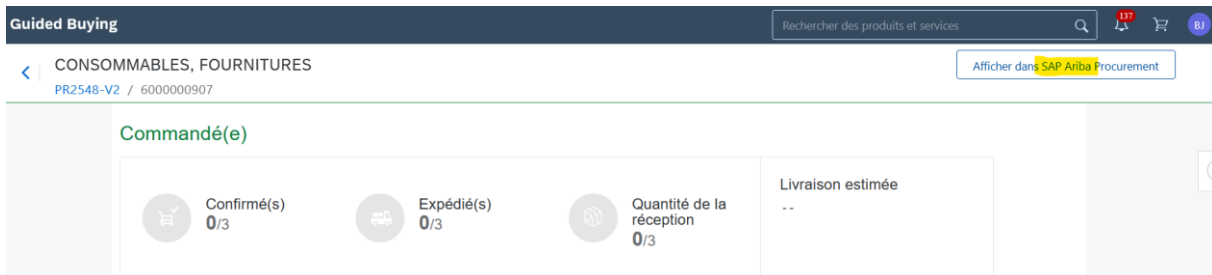 Guided Buying
Rechercher des produits et services
137
BJ
CONSOMMABLES, FOURNITURES
Afficher dans SAP Ariba Procurement
PR2548-V2 / 6000000907
Commandé(e)
Confirmé(s)
0/3
Expédié(s)
0/3
Quantité de la
réception
0/3
Livraison estimée
--